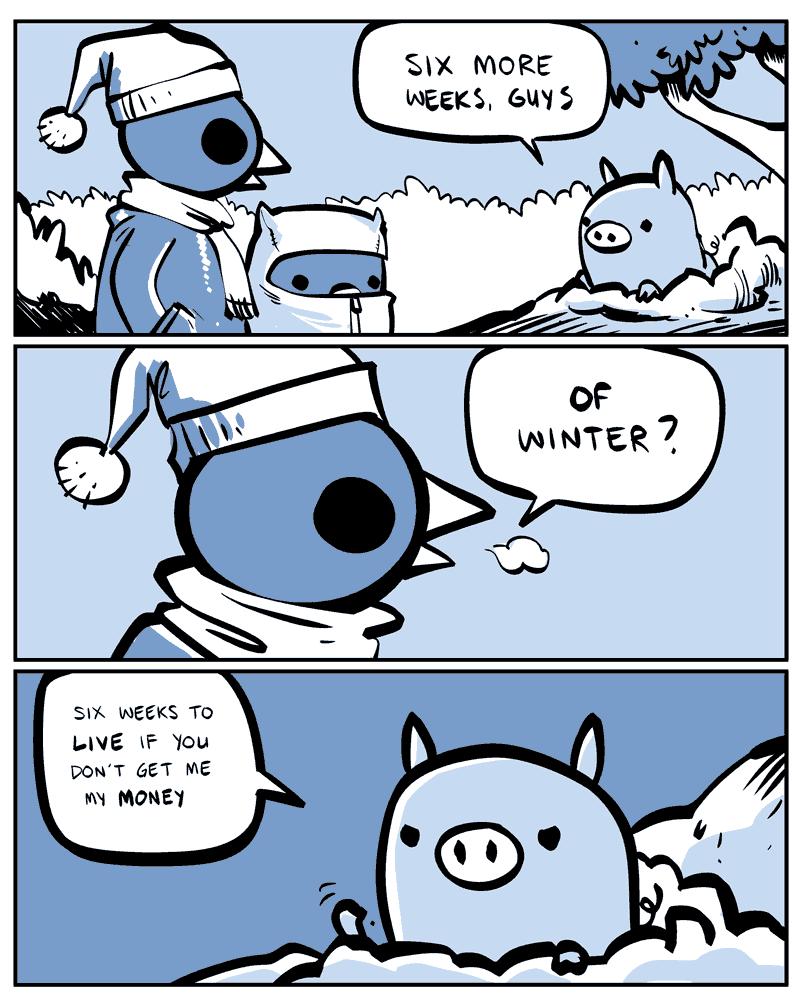 SIX MORE
WEEKS, GUYS
OF
WINTER?
SIX WEEKS TO
LIVE IF YOU
DON'T GET ME
MY MONEY